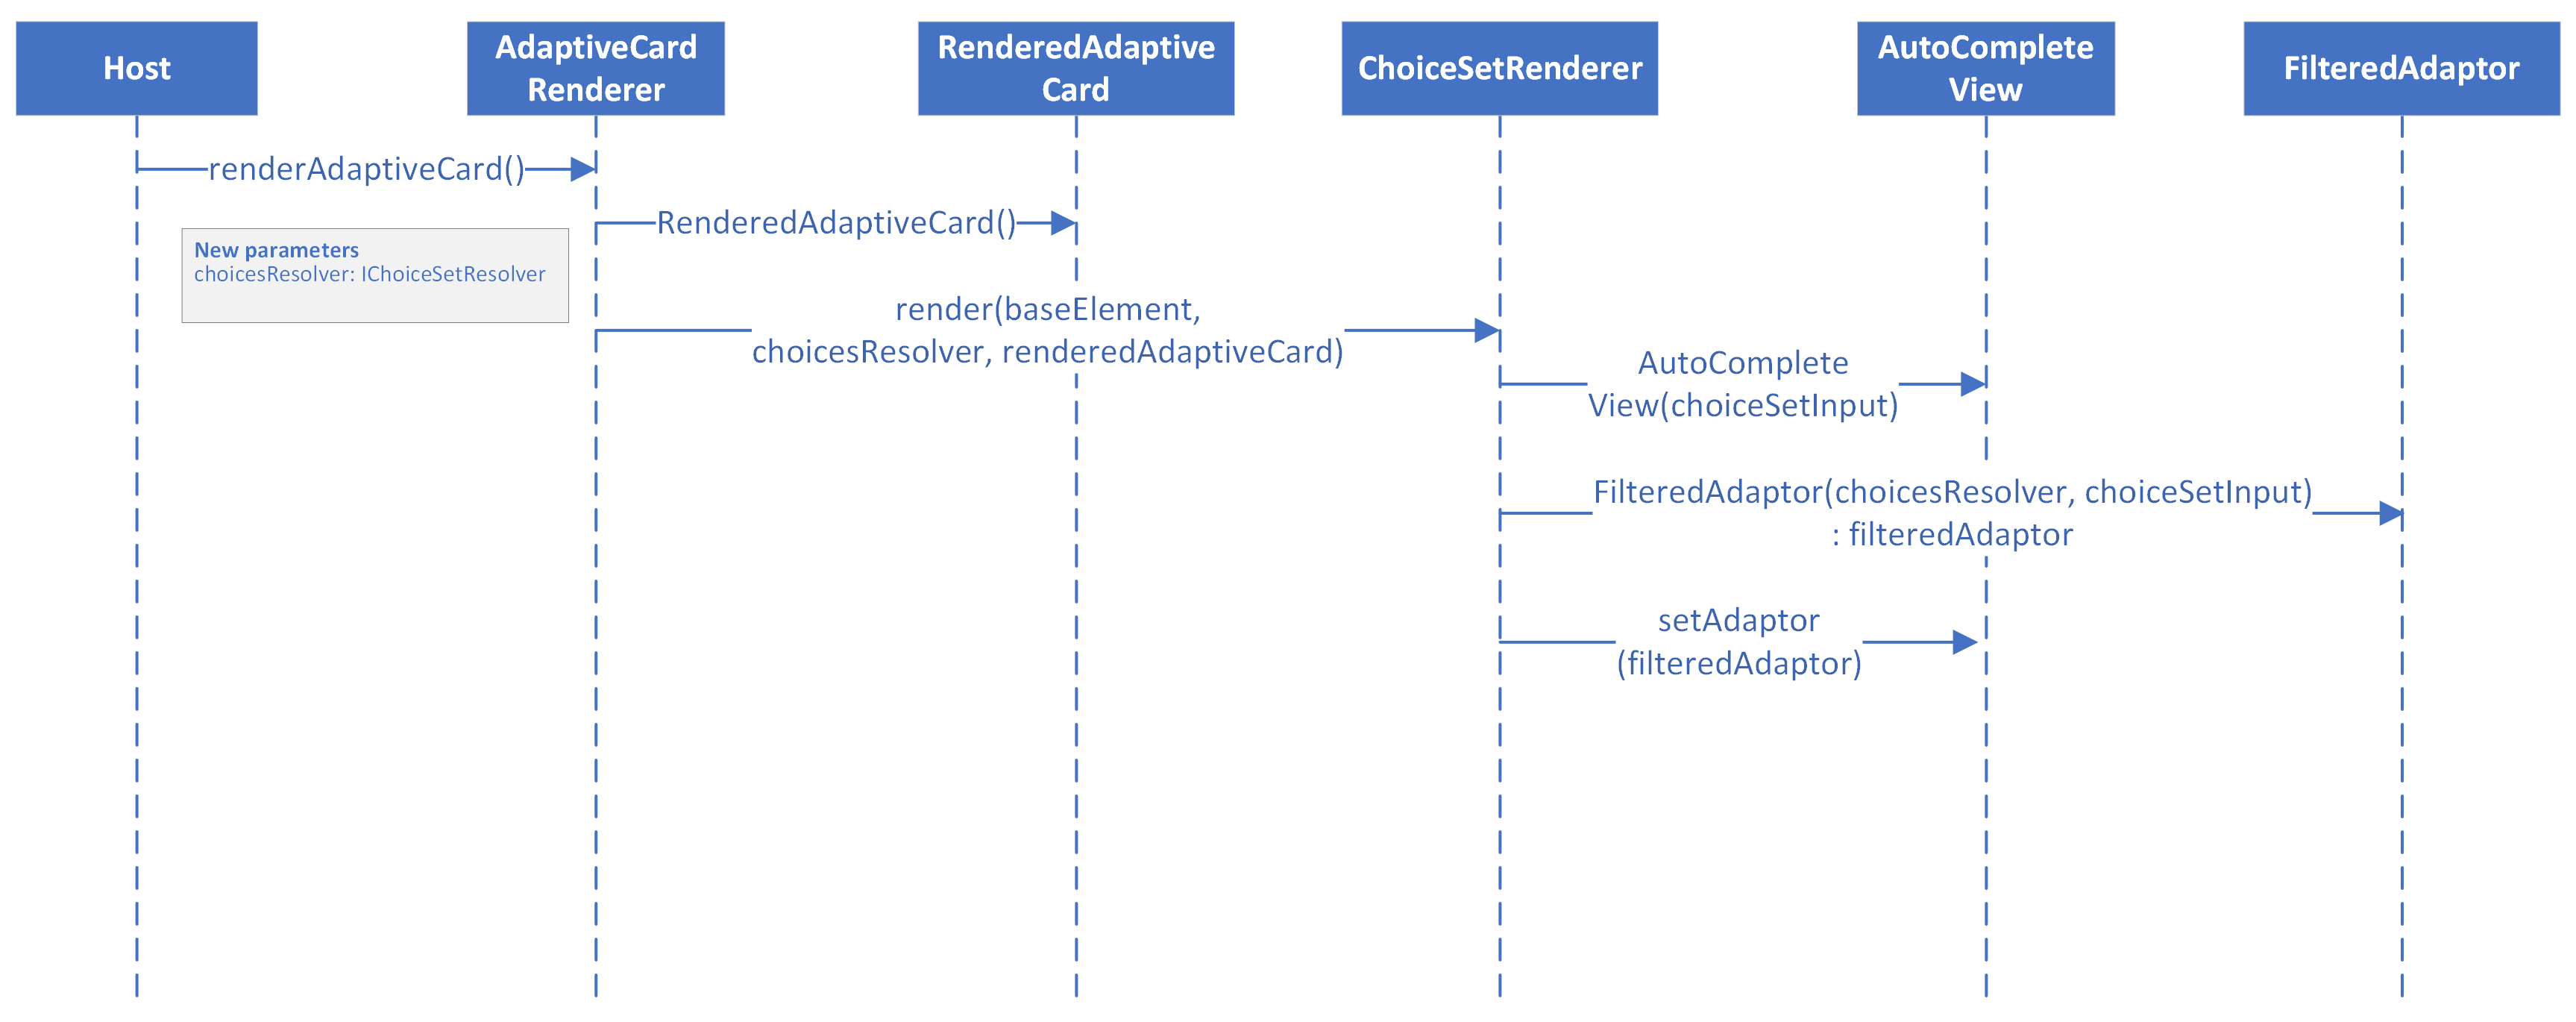 Host
AdaptiveCard
Renderer
RenderedAdaptive
Card
ChoiceSetRenderer
AutoComplete
View
FilteredAdaptor
renderAdaptiveCard()
RenderedAdaptiveCard()
New parameters
choicesResolver: IChoiceSetResolver
render(baseElement,
choicesResolver, renderedAdaptiveCard)
AutoComplete
View(choiceSetInput)
FilteredAdaptor(choicesResolver, choiceSetInput)
: filteredAdaptor
setAdaptor
(filteredAdaptor)